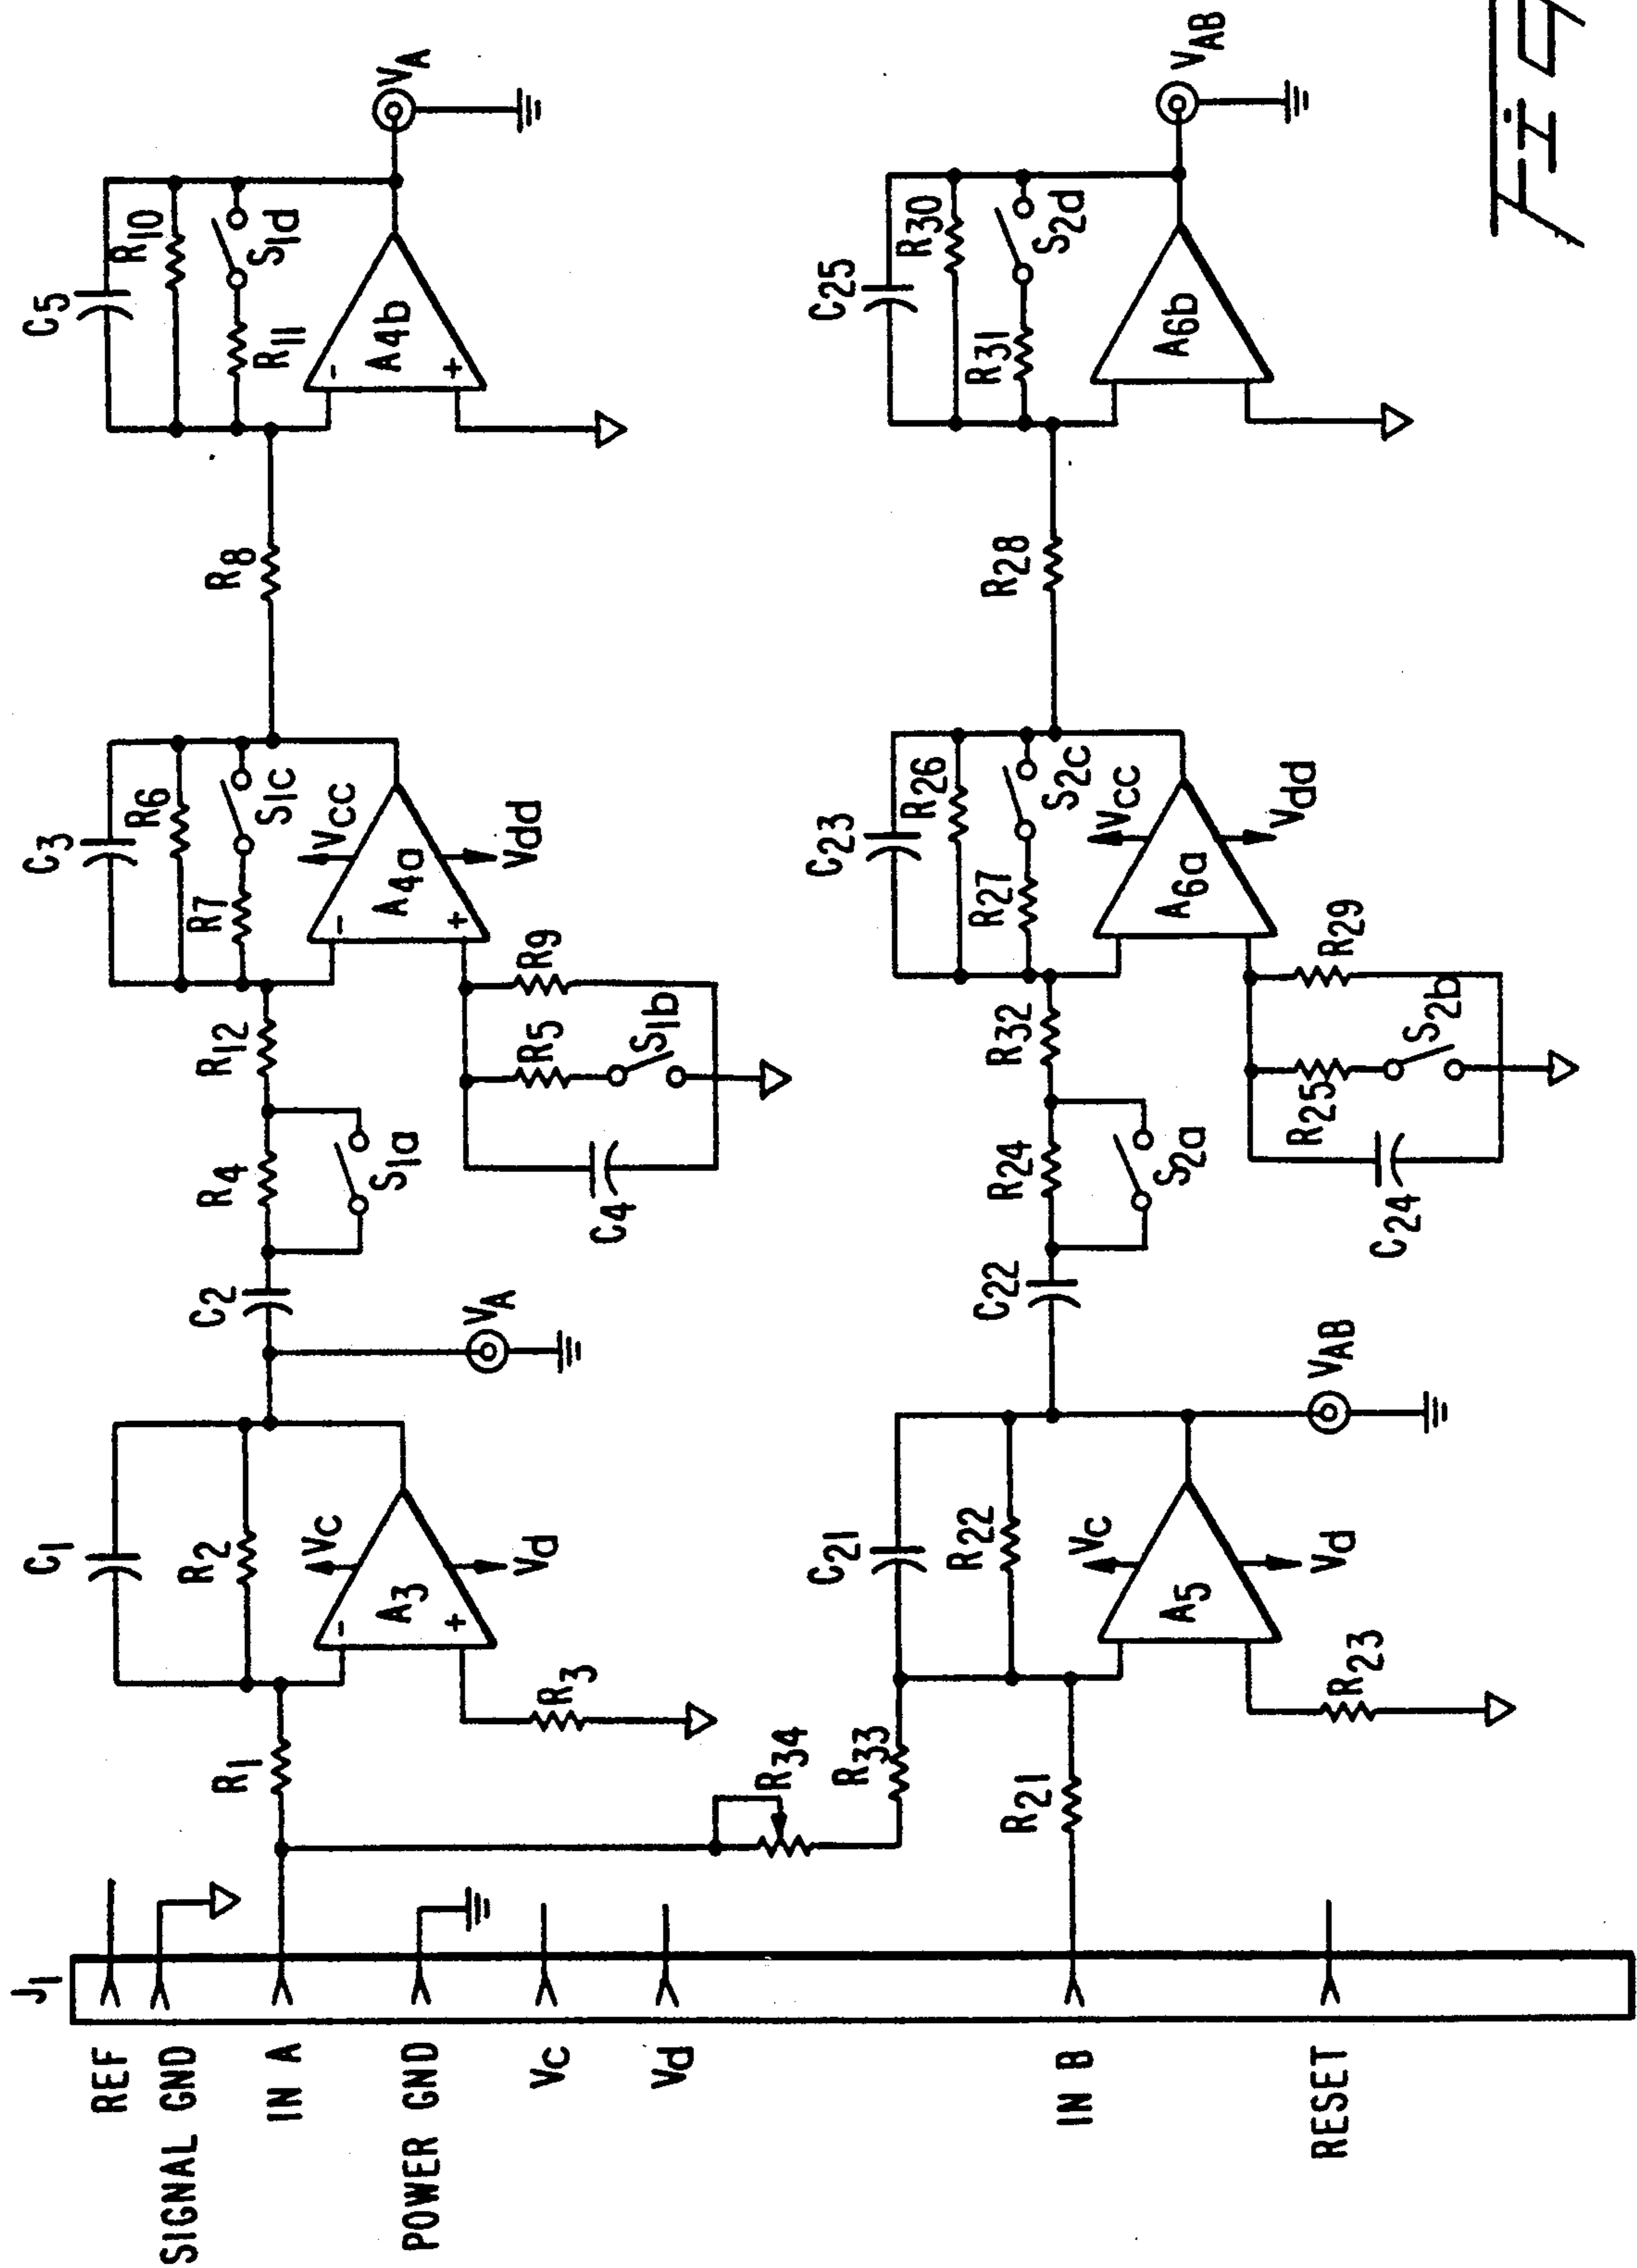 J1
REF
SIGNAL GND
IN A
POWER GND
Vc
Vd
IN B
RESET
C1
R2
R1
Vc
A3
-
+
Vd
R3
VA
C2
R4
S1a
R12
C3
R6
R7
S1c
Vcc
A4a
-
+
Vdd
R9
R5
S1b
C4
R8
C5
R10
R11
S1d
A4b
-
+
VA
R34
R33
R21
C21
R22
Vc
A5
Vd
R23
VAB
C22
R24
S2a
R32
C23
R26
R27
S2c
Vcc
A6a
Vdd
R29
R25
S2b
C24
R28
C25
R30
R31
S2d
A6b
VAB